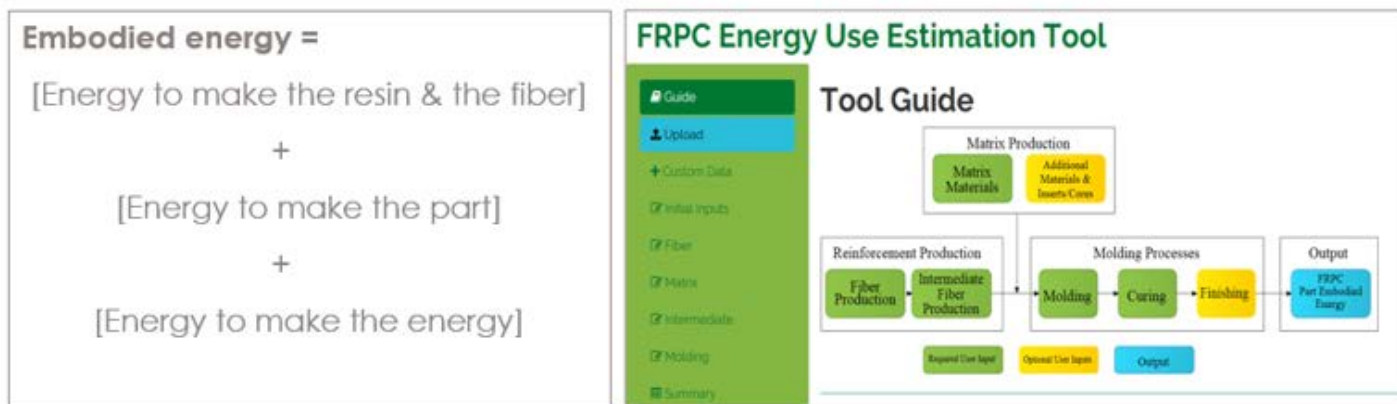 Embodied energy =
[Energy to make the resin & the fiber]
+
[Energy to make the part]
+
[Energy to make the energy]
FRPC Energy Use Estimation Tool
Guide
Upload
Custom Data
Initial Inputs
Fiber
Matrix
Intermediate
Molding
Summary
Tool Guide
Matrix Production
Matrix
Materials
Additional
Materials &
Inserts/Cores
Reinforcement Production
Fiber
Production
Intermediate
Fiber
Production
Molding Processes
Molding
Curing
Finishing
Output
FRPC
Part Embodied
Energy
Required User Input
Optional User Inputs
Output